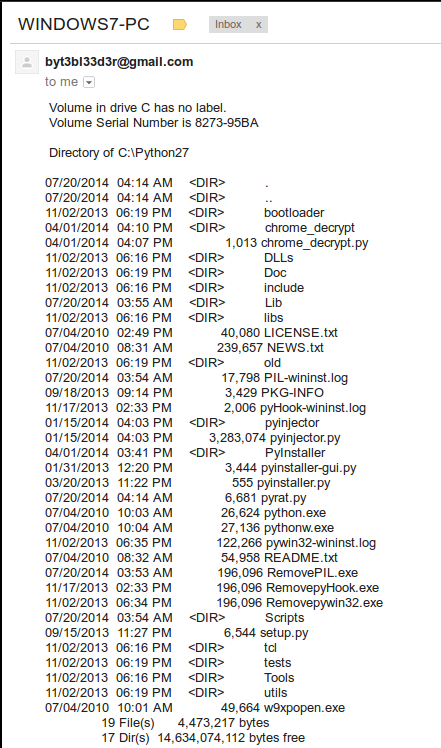 WINDOWS7-PC Inbox x
byt3bl33d3r@gmail.com
to me
Volume in drive C has no label.
Volume Serial Number is 8273-95BA
Directory of C:\Python27
07/20/2014 04:14 AM <DIR> .
07/20/2014 04:14 AM <DIR> ..
11/02/2013 06:19 PM <DIR> bootloader
04/01/2014 04:10 PM <DIR> chrome_decrypt
04/01/2014 04:07 PM 1,013 chrome_decrypt.py
11/02/2013 06:16 PM <DIR> DLLs
11/02/2013 06:19 PM <DIR> Doc
11/02/2013 06:16 PM <DIR> include
07/20/2014 03:55 AM <DIR> Lib
11/02/2013 06:16 PM <DIR> libs
07/04/2010 02:49 PM 40,080 LICENSE.txt
07/04/2010 08:31 AM 239,657 NEWS.txt
11/02/2013 06:19 PM <DIR> old
07/20/2014 03:54 AM 17,798 PIL-wininst.log
09/18/2013 09:14 PM 3,429 PKG-INFO
11/17/2013 02:33 PM 2,006 pyHook-wininst.log
01/15/2014 04:03 PM <DIR> pyinjector
01/15/2014 04:03 PM 3,283,074 pyinjector.py
04/01/2014 03:41 PM <DIR> PyInstaller
01/31/2013 12:20 PM 3,444 pyinstaller-gui.py
03/20/2013 11:22 PM 555 pyinstaller.py
07/20/2014 04:14 AM 6,681 pyrat.py
07/04/2010 10:03 AM 26,624 python.exe
07/04/2010 10:04 AM 27,136 pythonw.exe
11/02/2013 06:35 PM 122,266 pywin32-wininst.log
07/04/2010 08:32 AM 54,958 README.txt
07/20/2014 03:53 AM 196,096 RemovePIL.exe
11/17/2013 02:33 PM 196,096 RemovepyHook.exe
11/02/2013 06:34 PM 196,096 Removepywin32.exe
07/20/2014 03:54 AM <DIR> Scripts
09/15/2013 11:27 PM 6,544 setup.py
11/02/2013 06:16 PM <DIR> tcl
11/02/2013 06:19 PM <DIR> tests
11/02/2013 06:16 PM <DIR> Tools
11/02/2013 06:19 PM <DIR> utils
07/04/2010 10:01 AM 49,664 w9xpopen.exe
19 File(s) 4,473,217 bytes
17 Dir(s) 14,634,074,112 bytes free